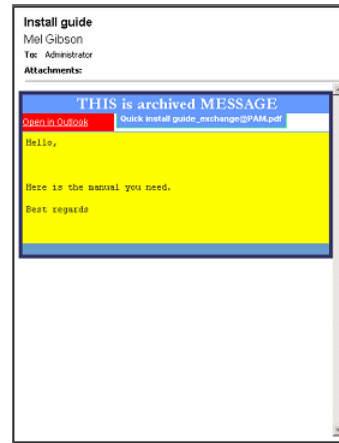 Install guide
Mel Gibson
To: Administrator
Attachments:
THIS is archived MESSAGE
Open in Outlook
Quick install guide_exchange@PAM.pdf
Hello,
Here is the manual you need.
Best regards